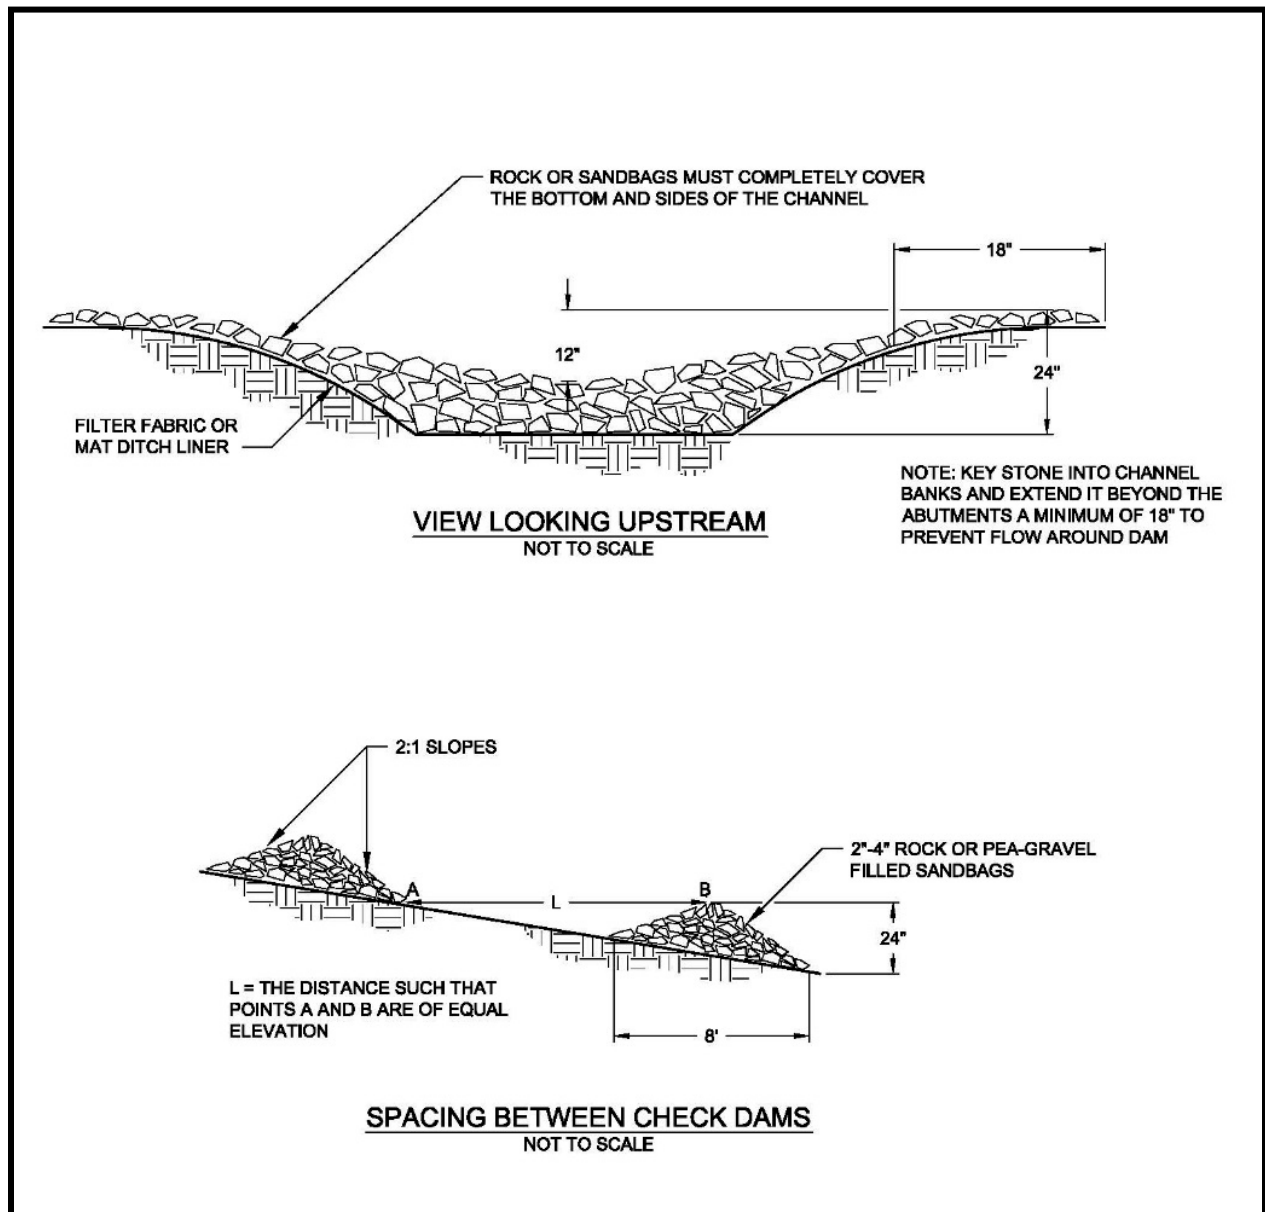 ROCK OR SANDBAGS MUST COMPLETELY COVER
THE BOTTOM AND SIDES OF THE CHANNEL
18"
12"
24"
FILTER FABRIC OR
MAT DITCH LINER
NOTE: KEY STONE INTO CHANNEL
BANKS AND EXTEND IT BEYOND THE
ABUTMENTS A MINIMUM OF 18" TO
PREVENT FLOW AROUND DAM
VIEW LOOKING UPSTREAM
NOT TO SCALE
2:1 SLOPES
2"-4" ROCK OR PEA-GRAVEL
FILLED SANDBAGS
A
L
B
24"
L = THE DISTANCE SUCH THAT
POINTS A AND B ARE OF EQUAL
ELEVATION
8'
SPACING BETWEEN CHECK DAMS
NOT TO SCALE